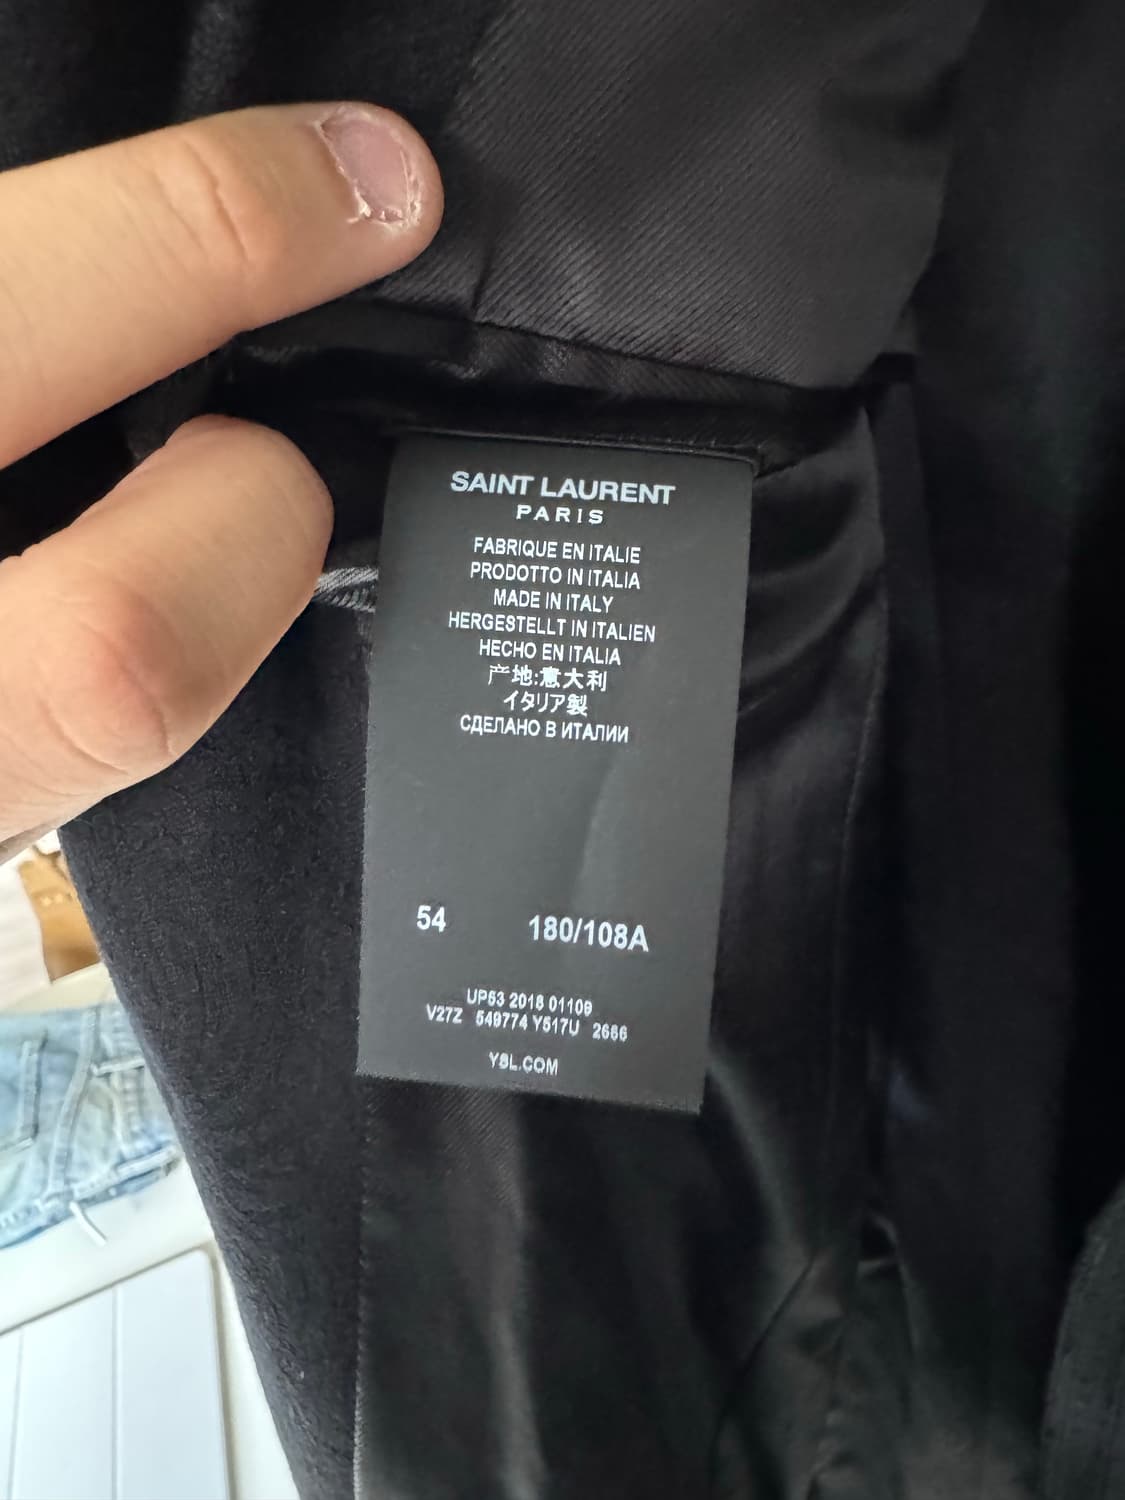 SAINT LAURENT
PARIS
FABRIQUE EN ITALIE
PRODOTTO IN ITALIA
MADE IN ITALY
HERGESTELLT IN ITALIEN
HECHO EN ITALIA
产地:意大利
イタリア製
СДЕЛАНО В ИТАЛИИ
54 180/108A
UP53 2018 01109
V27Z 549774 Y517U 2666
YSL.COM